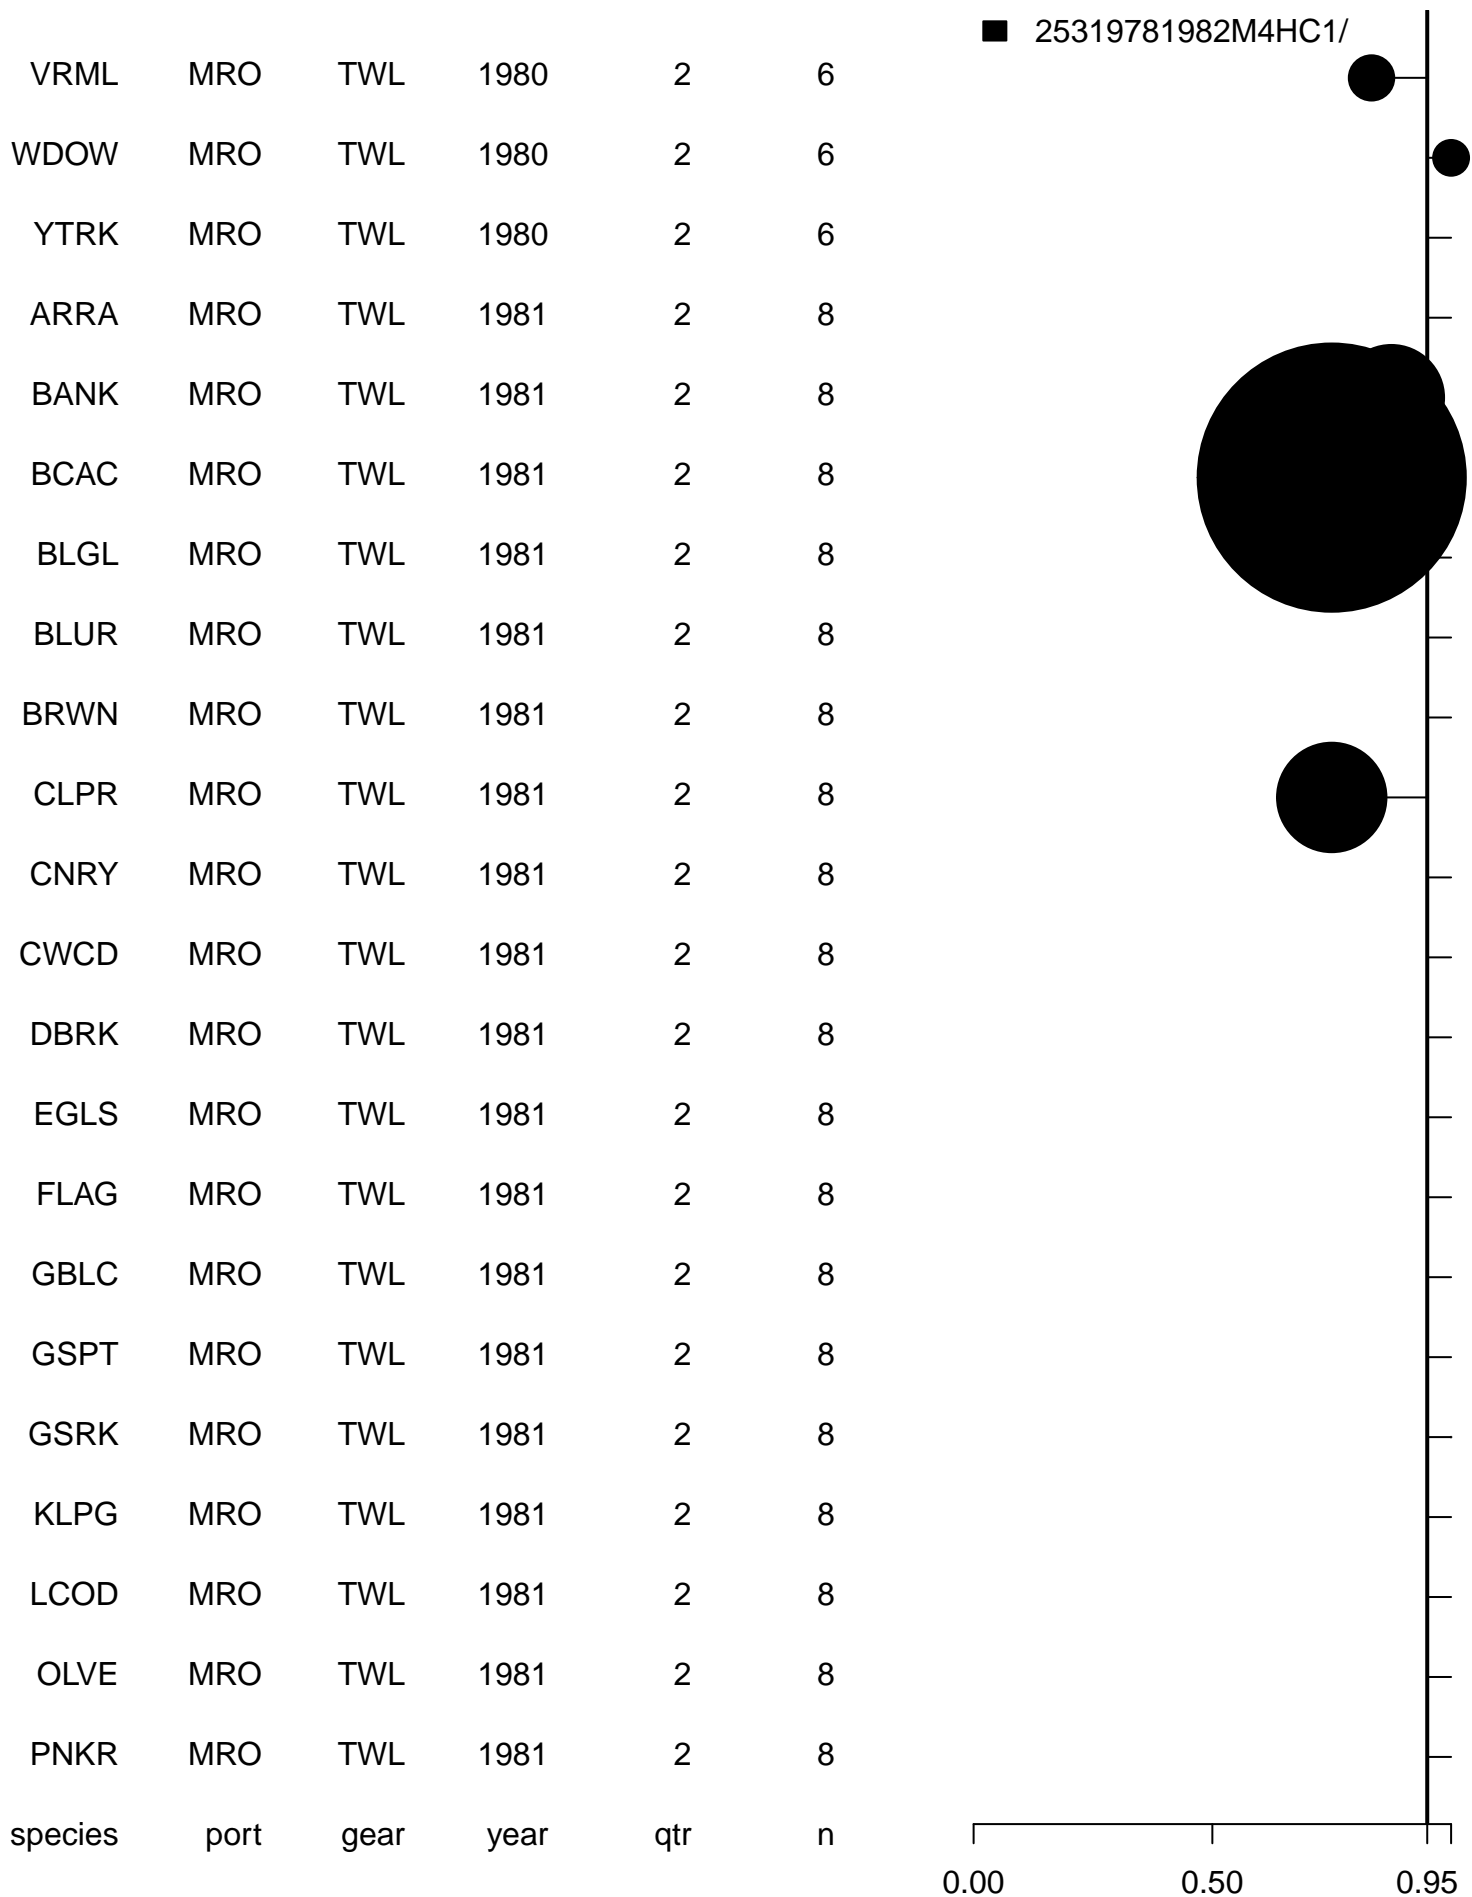 25319781982M4HC1/
VRML MRO TWL 1980 2 6
WDOW MRO TWL 1980 2 6
YTRK MRO TWL 1980 2 6
ARRA MRO TWL 1981 2 8
BANK MRO TWL 1981 2 8
BCAC MRO TWL 1981 2 8
BLGL MRO TWL 1981 2 8
BLUR MRO TWL 1981 2 8
BRWN MRO TWL 1981 2 8
CLPR MRO TWL 1981 2 8
CNRY MRO TWL 1981 2 8
CWCD MRO TWL 1981 2 8
DBRK MRO TWL 1981 2 8
EGLS MRO TWL 1981 2 8
FLAG MRO TWL 1981 2 8
GBLC MRO TWL 1981 2 8
GSPT MRO TWL 1981 2 8
GSRK MRO TWL 1981 2 8
KLPG MRO TWL 1981 2 8
LCOD MRO TWL 1981 2 8
OLVE MRO TWL 1981 2 8
PNKR MRO TWL 1981 2 8
species port gear year qtr n
0.00 0.50 0.95